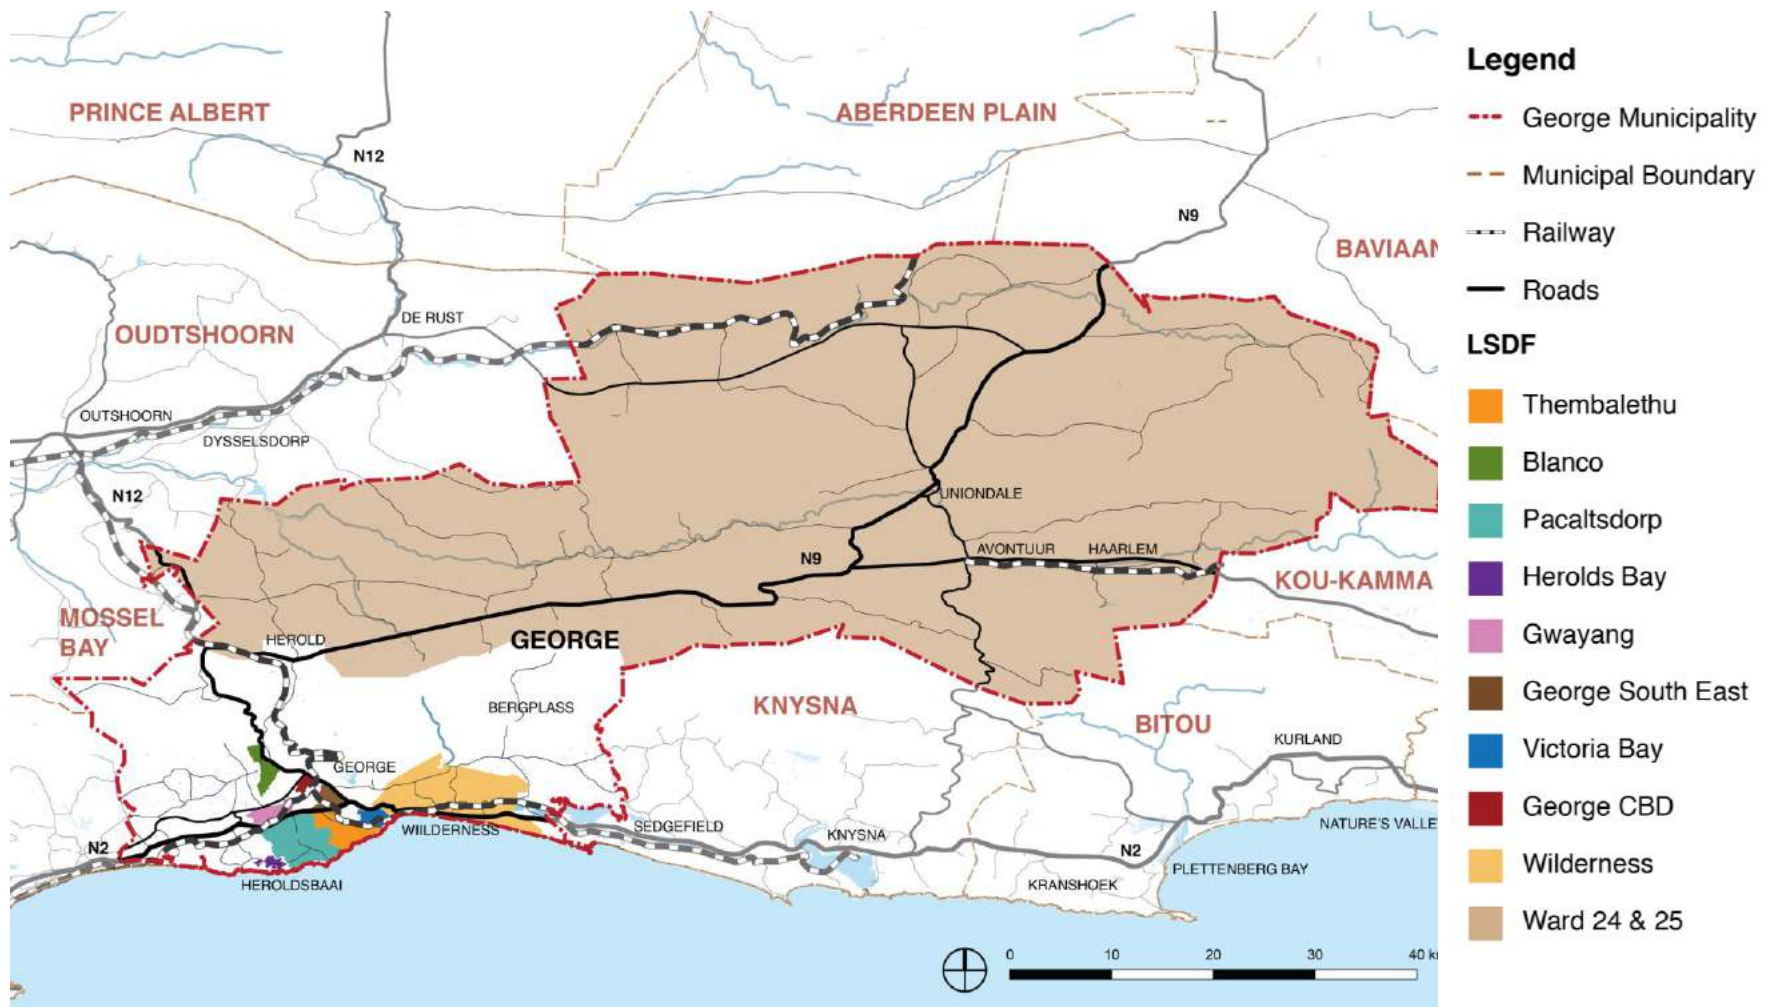 PRINCE ALBERT
ABERDEEN PLAIN
N12
N9
BAVIAAN
OUDTSHOORN
DE RUST
OUTSHOORN
DYSSELSDORP
N12
UNIONDALE
N9
AVONTUUR
HAARLEM
KOU-KAMMA
MOSSEL
BAY
HEROLD
GEORGE
BERGPLASS
KNYSNA
BITOU
KURLAND
GEORGE
WIILDERNESS
SEDGEFIELD
KNYSNA
N2
NATURE'S VALLE
N2
PLETTENBERG BAY
HEROLDSBAAI
KRANSHOEK
0 10 20 30 40 k
Legend
George Municipality
Municipal Boundary
Railway
Roads
LSDF
Thembalethu
Blanco
Pacaltsdorp
Herolds Bay
Gwayang
George South East
Victoria Bay
George CBD
Wilderness
Ward 24 & 25